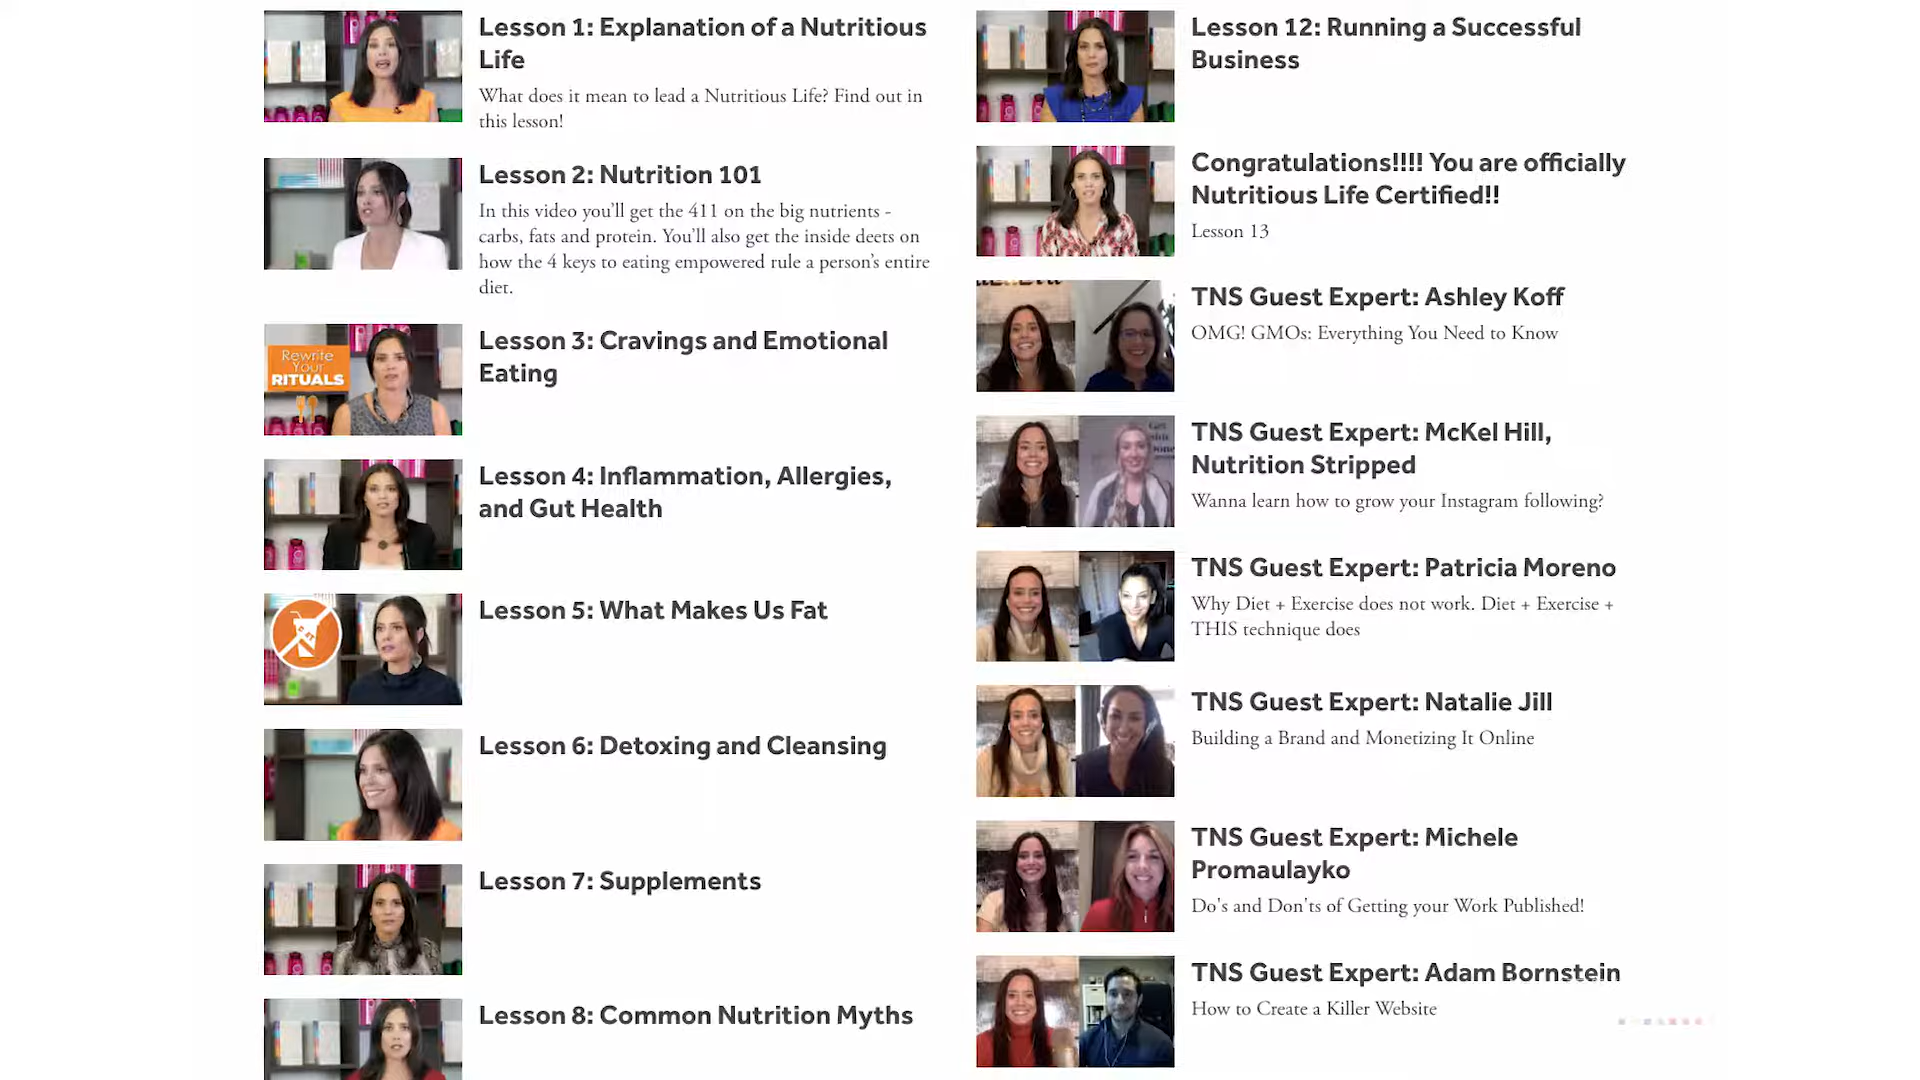 Lesson 1: Explanation of a Nutritious
Life
What does it mean to lead a Nutritious Life? Find out in
this lesson!
Lesson 2: Nutrition 101
In this video you'll get the 411 on the big nutrients -
carbs, fats and protein. You'll also get the inside deets on
how the 4 keys to eating empowered rule a person's entire
diet.
Rewrite
Your
RITUALS
Lesson 3: Cravings and Emotional
Eating
Lesson 4: Inflammation, Allergies,
and Gut Health
Lesson 5: What Makes Us Fat
Lesson 6: Detoxing and Cleansing
Lesson 7: Supplements
Lesson 8: Common Nutrition Myths
Lesson 12: Running a Successful
Business
Congratulations!!!! You are officially
Nutritious Life Certified!!
Lesson 13
TNS Guest Expert: Ashley Koff
OMG! GMOs: Everything You Need to Know
TNS Guest Expert: McKel Hill,
Nutrition Stripped
Wanna learn how to grow your Instagram following?
TNS Guest Expert: Patricia Moreno
Why Diet + Exercise does not work. Diet + Exercise +
THIS technique does
TNS Guest Expert: Natalie Jill
Building a Brand and Monetizing It Online
TNS Guest Expert: Michele
Promaulayko
Do's and Don'ts of Getting your Work Published!
TNS Guest Expert: Adam Bornstein
How to Create a Killer Website